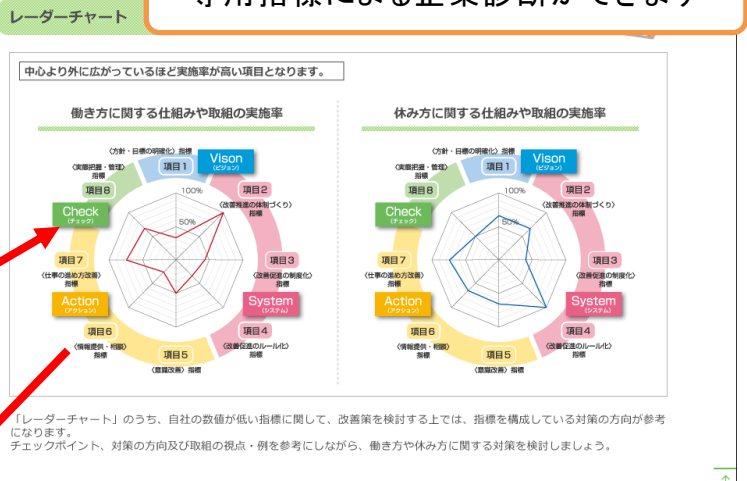 専用指標による企業診断ができます
レーダーチャート
中心より外に広がっているほど実施率が高い項目となります。
働き方に関する仕組みや取組の実施率
〈方針・目標の明確化〉指標
項目1
Vison
(ビジョン)
〈実態把握・管理〉
指標
項目8
Check
(チェック)
100%
50%
項目2
〈改善推進の体制づくり〉
指標
項目7
〈仕事の進め方改善〉
指標
項目3
〈改善促進の制度化〉
指標
Action
(アクション)
System
(システム)
項目6
〈情報提供・相談〉
指標
項目5
〈意識改善〉指標
項目4
〈改善促進のルール化〉
指標
休み方に関する仕組みや取組の実施率
〈方針・目標の明確化〉指標
項目1
Vison
(ビジョン)
〈実態把握・管理〉
指標
項目8
Check
(チェック)
100%
50%
項目2
〈改善推進の体制づくり〉
指標
項目7
〈仕事の進め方改善〉
指標
項目3
〈改善促進の制度化〉
指標
Action
(アクション)
System
(システム)
項目6
〈情報提供・相談〉
指標
項目5
〈意識改善〉指標
項目4
〈改善促進のルール化〉
指標
「レーダーチャート」のうち、自社の数値が低い指標に関して、改善策を検討する上では、指標を構成している対策の方向が参考
になります。
チェックポイント、対策の方向及び取組の視点・例を参考にしながら、働き方や休み方に関する対策を検討しましょう。